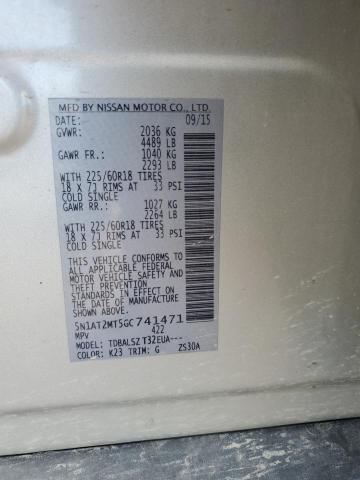 MFD BY NISSAN MOTOR CO., LTD.
DATE: 09/15
GVWR: 2036 KG
4489 LB
GAWR FR.: 1040 KG
2293 LB
WITH 225/60R18 TIRES
18 X 7J RIMS AT 33 PSI
COLD SINGLE
GAWR RR.: 1027 KG
2264 LB
WITH 225/60R18 TIRES
18 X 7J RIMS AT 33 PSI
COLD SINGLE
THIS VEHICLE CONFORMS TO
ALL APPLICABLE FEDERAL
MOTOR VEHICLE SAFETY AND
THEFT PREVENTION
STANDARDS IN EFFECT ON
THE DATE OF MANUFACTURE
SHOWN ABOVE
5N1AT2MT5GC741471
MPV 422
MODEL: TDBALSZ T32EUA---
COLOR: K23 TRIM: G ZS30A